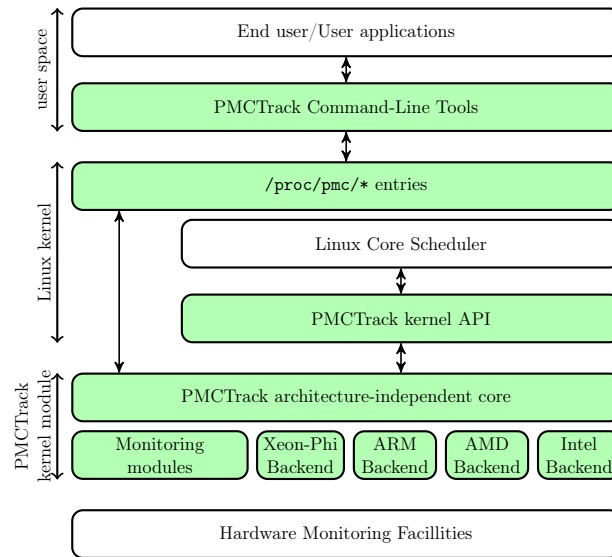 End user/User applications
PMCTrack Command-Line Tools
user space
/proc/pmc/* entries
Linux Core Scheduler
PMCTrack kernel API
Linux kernel
PMCTrack architecture-independent core
Monitoring
modules
Xeon-Phi
Backend
ARM
Backend
AMD
Backend
Intel
Backend
PMCTrack
kernel module
Hardware Monitoring Facillities